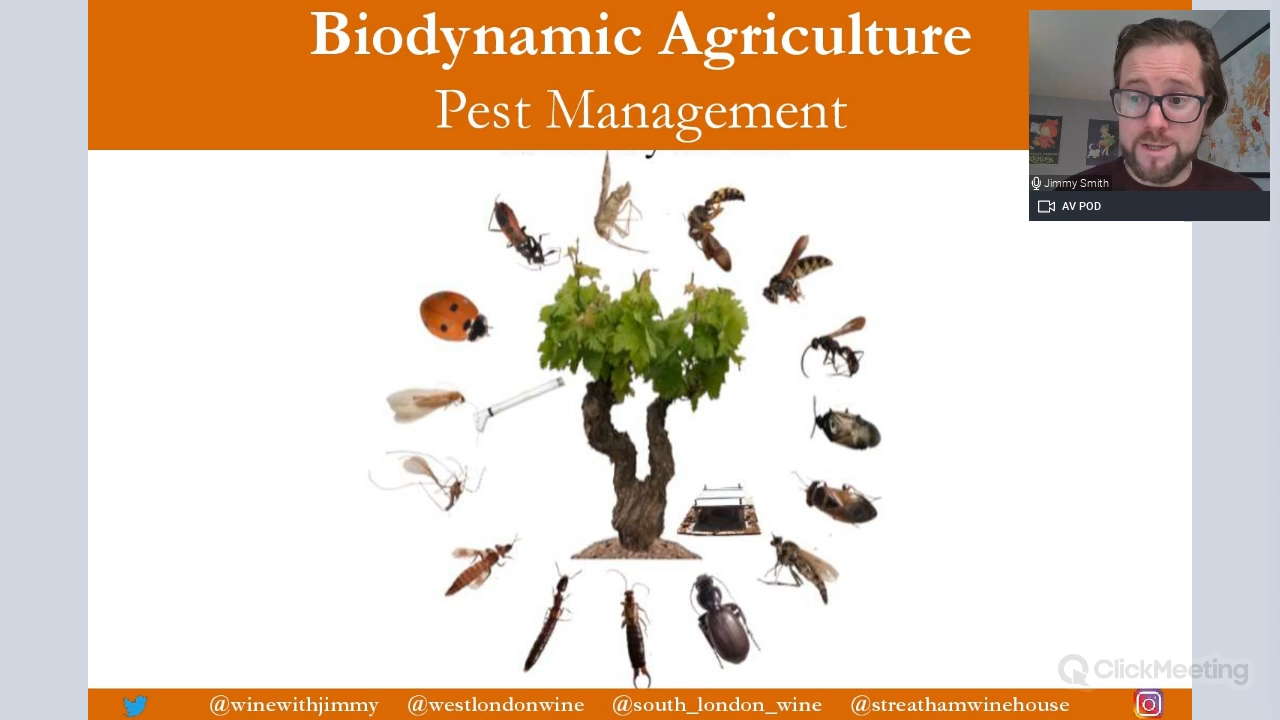 Biodynamic Agriculture
Pest Management
Jimmy Smith
AV POD
ClickMeeting
@winewithjimmy @westlondonwine @south_london_wine @streathamwinehouse